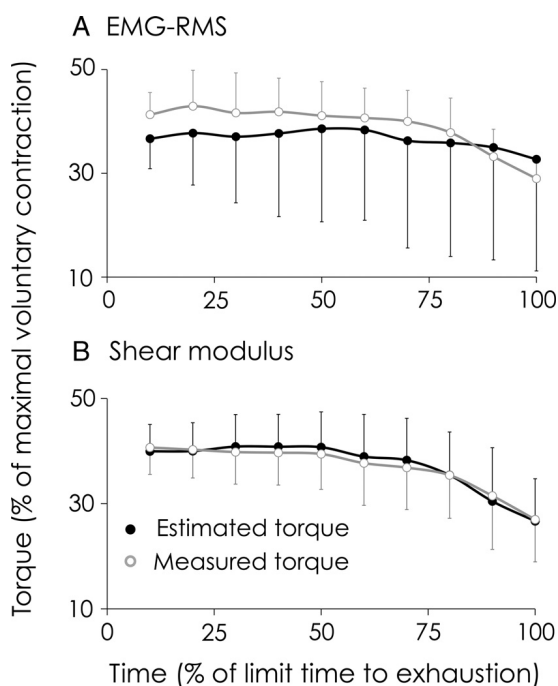 A EMG-RMS
50
30
10
0 25 50 75 100
B Shear modulus
50
30
10
Estimated torque
Measured torque
0 25 50 75 100
Time (% of limit time to exhaustion)
Torque (% of maximal voluntary contraction)